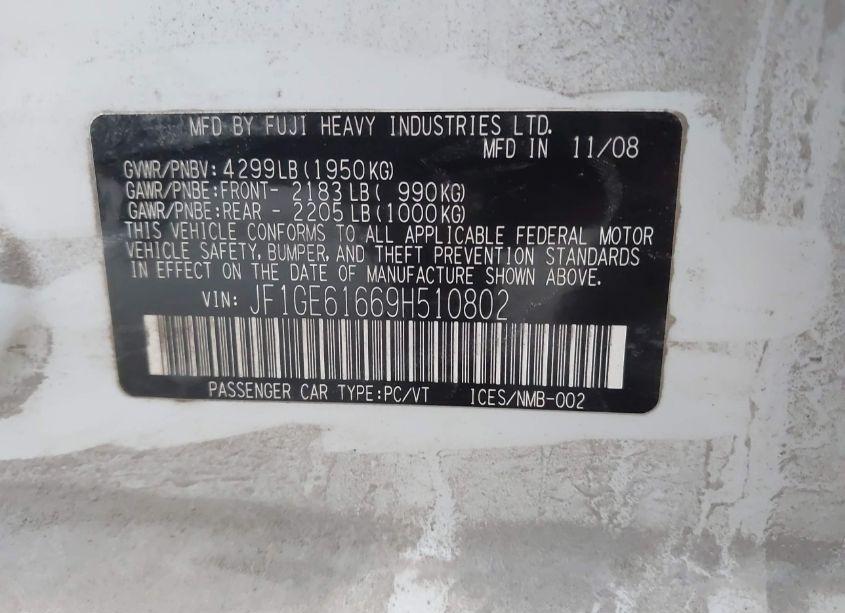 MFD BY FUJI HEAVY INDUSTRIES LTD.
MFD IN 11/08
GVWR/PNBV: 4299LB(1950KG)
GAWR/PNBE:FRONT- 2183LB( 990KG)
GAWR/PNBE:REAR - 2205LB(1000KG)
THIS VEHICLE CONFORMS TO ALL APPLICABLE FEDERAL MOTOR
VEHICLE SAFETY, BUMPER, AND THEFT PREVENTION STANDARDS
IN EFFECT ON THE DATE OF MANUFACTURE SHOWN ABOVE.
VIN: JF1GE61669H510802
PASSENGER CAR TYPE:PC/VT ICES/NMB-002